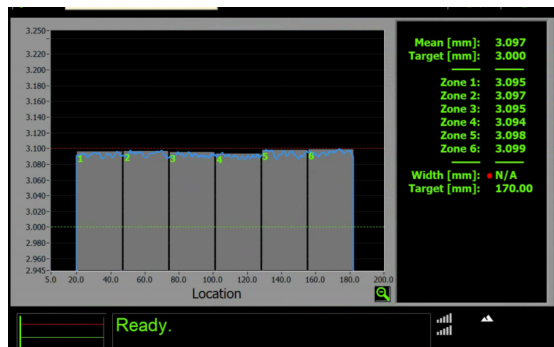 3.250
3.220
3.200
3.180
3.160
3.140
3.120
3.100
3.080
3.060
3.040
3.020
3.000
2.980
2.960
2.945
1 2 3 4 5 6
5.0 20.0 40.0 60.0 80.0 100.0 120.0 140.0 160.0 180.0 200.0
Location
Mean [mm]: 3.097
Target [mm]: 3.000
Zone 1: 3.095
Zone 2: 3.097
Zone 3: 3.095
Zone 4: 3.094
Zone 5: 3.098
Zone 6: 3.099
Width [mm]: N/A
Target [mm]: 170.00
Ready.